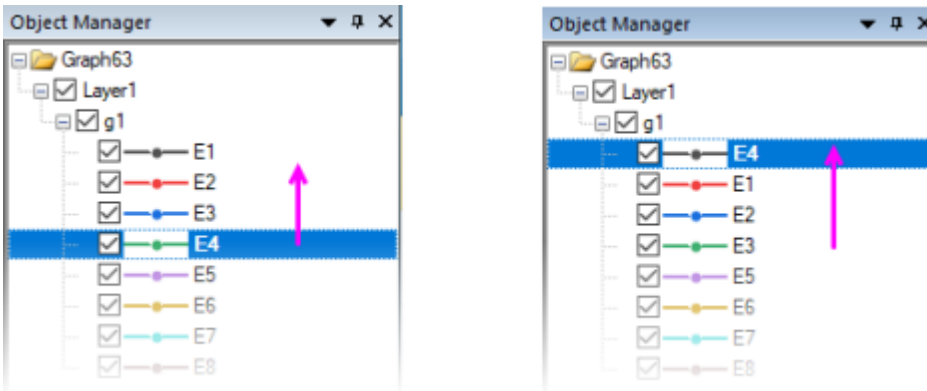 Object Manager
Graph63
Layer1
g1
E1
E2
E3
E4
E5
E6
E7
E8
Object Manager
Graph63
Layer1
g1
E4
E1
E2
E3
E5
E6
E7
E8